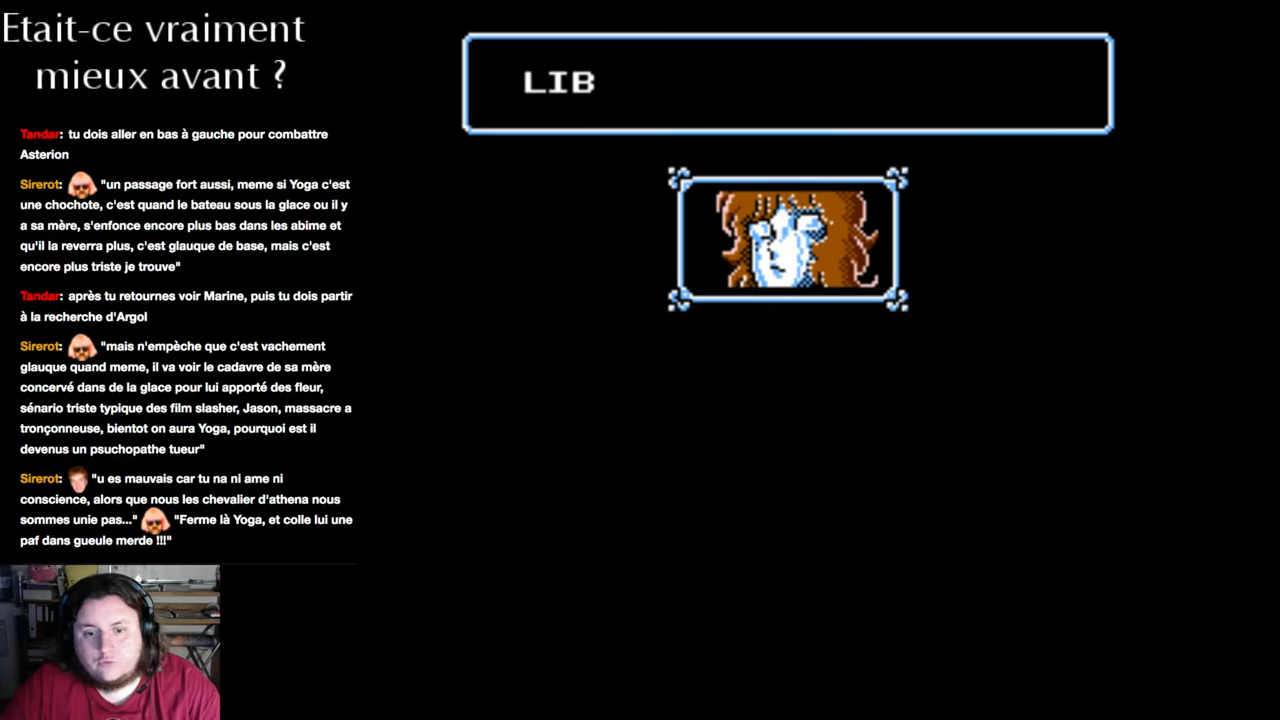 Etait-ce vraiment
mieux avant ?
LIB
Tandar: tu dois aller en bas à gauche pour combattre
Asterion
Sirerot: "un passage fort aussi, meme si Yoga c'est
une chochote, c'est quand le bateau sous la glace ou il y
a sa mère, s'enfonce encore plus bas dans les abime et
qu'il la reverra plus, c'est glauque de base, mais c'est
encore plus triste je trouve"
Tandar: après tu retournes voir Marine, puis tu dois partir
à la recherche d'Argol
Sirerot: "mais n'empèche que c'est vachement
glauque quand meme, il va voir le cadavre de sa mère
concervé dans de la glace pour lui apporté des fleur,
sénario triste typique des film slasher, Jason, massacre a
tronçonneuse, bientot on aura Yoga, pourquoi est il
devenus un psuchopathe tueur"
Sirerot: "u es mauvais car tu na ni ame ni
conscience, alors que nous les chevalier d'athena nous
sommes unie pas..." "Ferme là Yoga, et colle lui une
paf dans gueule merde !!!"